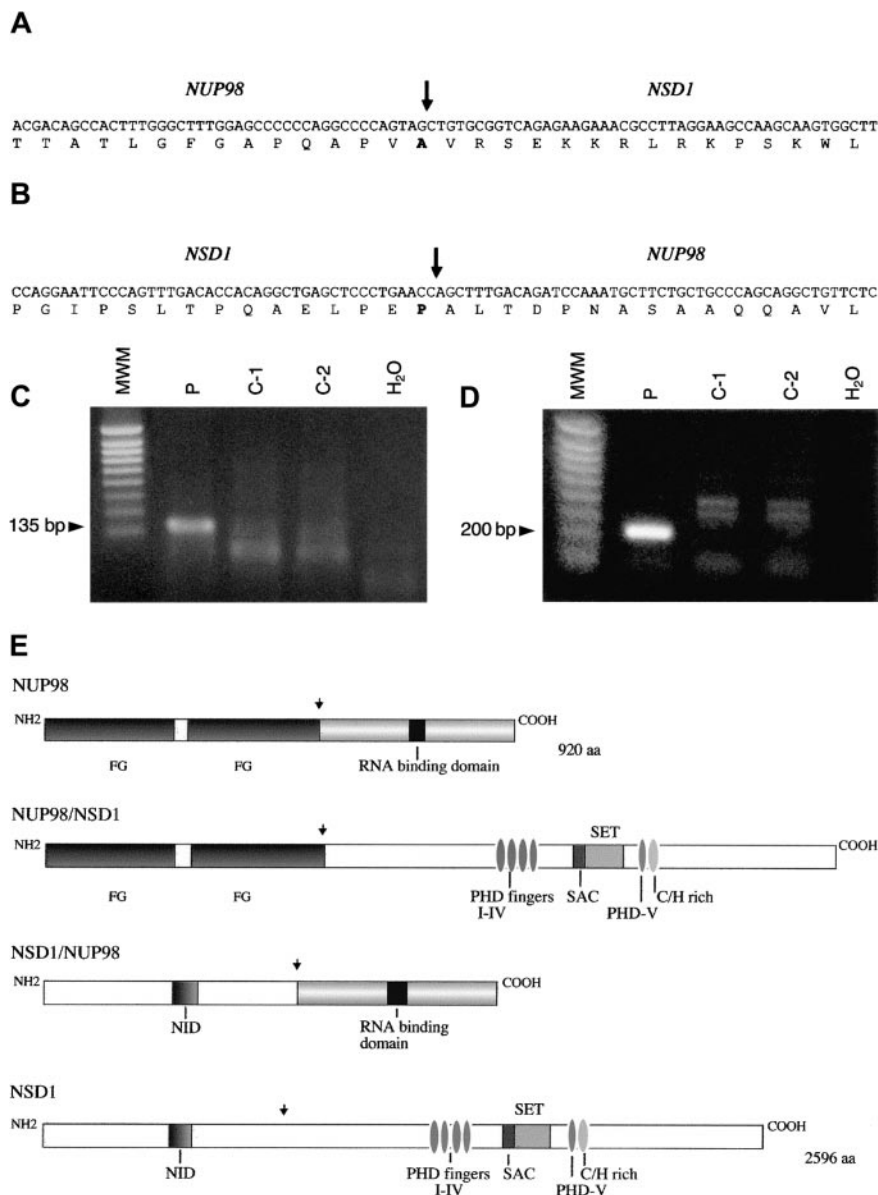 A
NUP98 NSD1
ACGACAGCCACTTTGGGCTTTGGAGCCCCCCAGGCCCCAGTAGCTGTGCGGTCAGAGAAGAAACGCCTTAGGAAGCCAAGCAAGTGGCTT
T T A T L G F G A P Q A P V A V R S E K K R L R K P S K W L
B
NSD1 NUP98
CCAGGAATTCCCAGTTTGACACCACAGGCTGAGCTCCCTGAACCAGCTTTGACAGATCCAAATGCTTCTGCTGCCCAGCAGGCTGTTCTC
P G I P S L T P Q A E L P E P A L T D P N A S A A Q Q A V L
C
MWM P C-1 C-2 H₂O
135 bp
D
MWM P C-1 C-2 H₂O
200 bp
E
NUP98
NH2 COOH
FG FG RNA binding domain
920 aa
NUP98/NSD1
SET
NH2 COOH
FG FG PHD fingers I-IV SAC PHD-V C/H rich
NSD1/NUP98
NH2 COOH
NID RNA binding domain
NSD1
SET
NH2 COOH
2596 aa
NID PHD fingers I-IV SAC PHD-V C/H rich